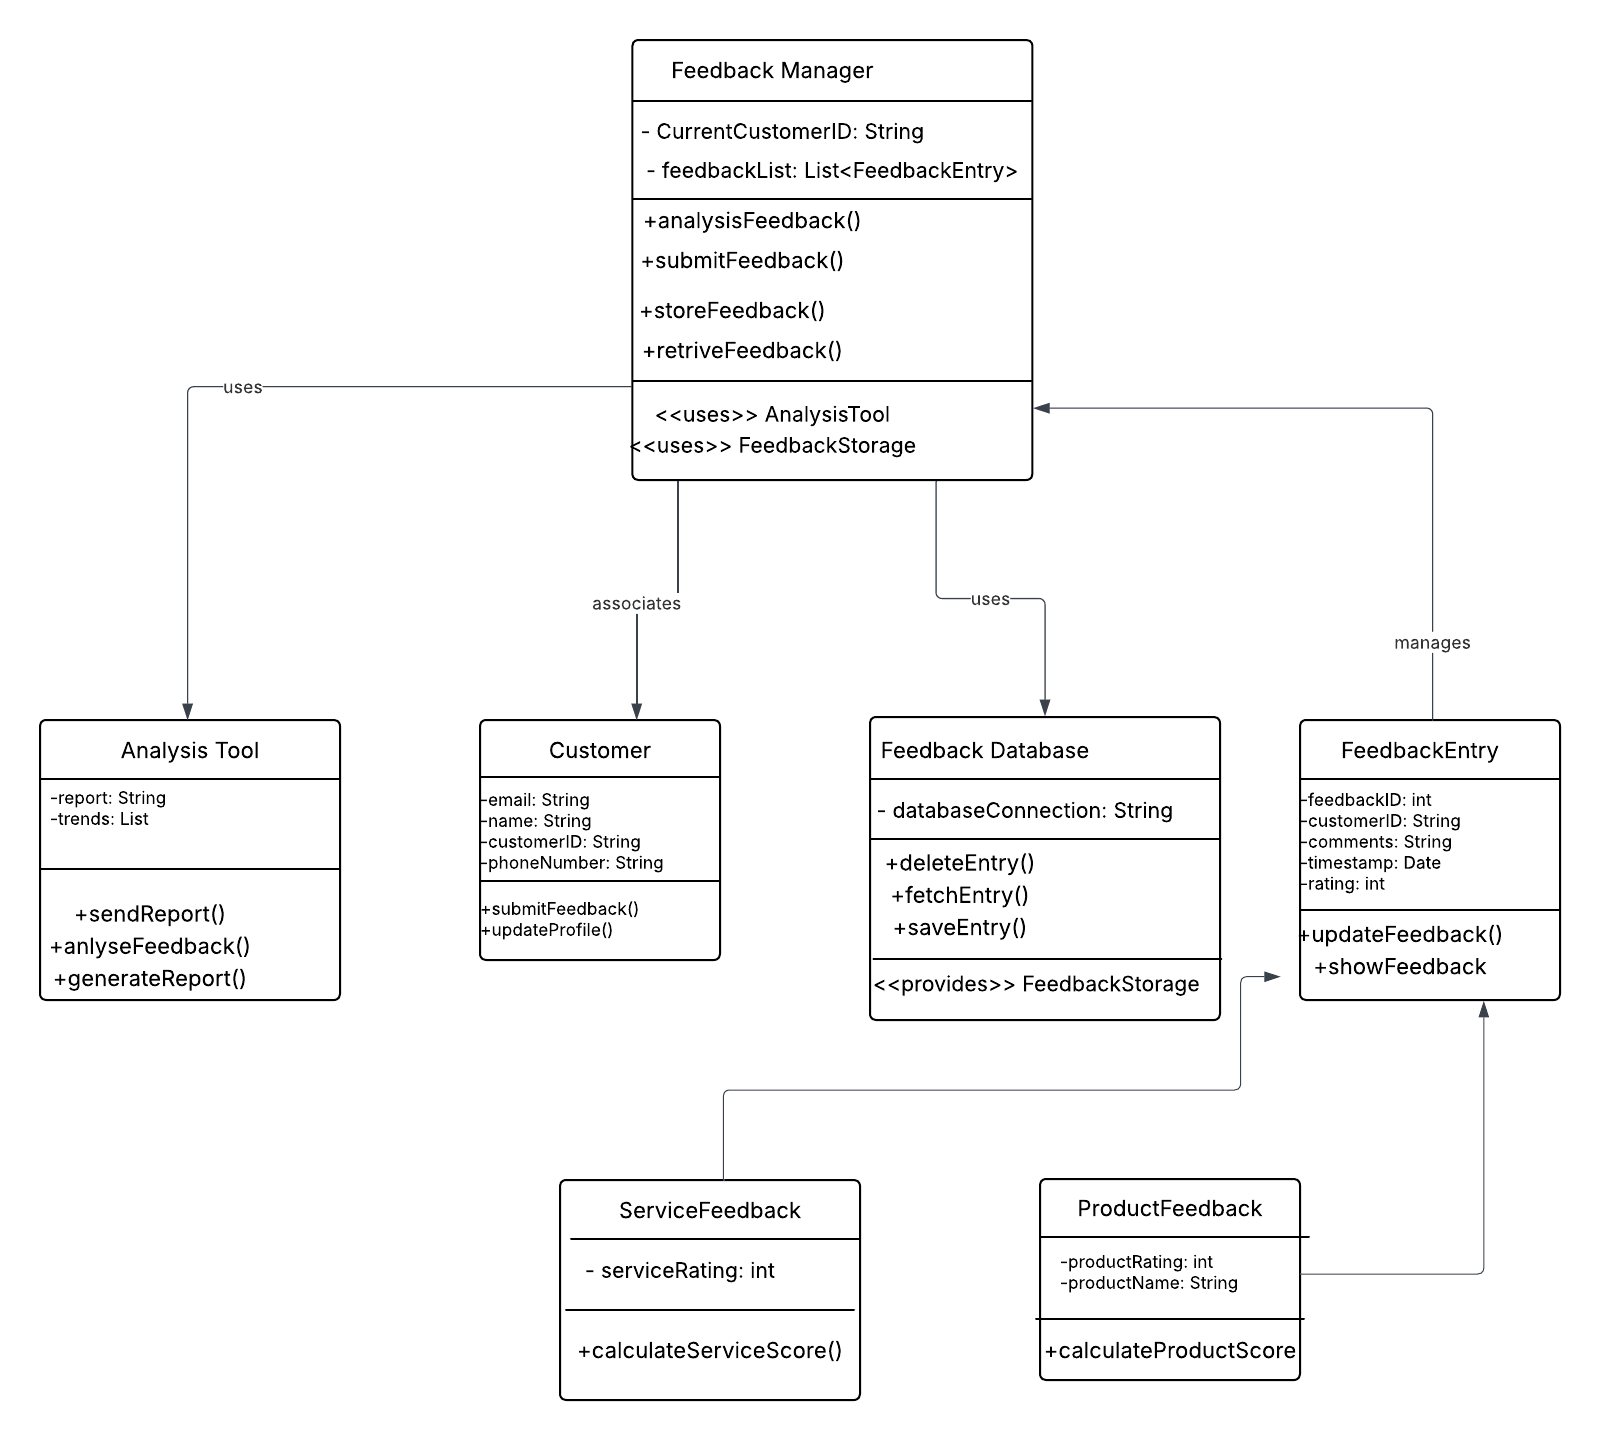 Feedback Manager
- CurrentCustomerID: String
- feedbackList: List<FeedbackEntry>
+analysisFeedback()
+submitFeedback()
+storeFeedback()
+retriveFeedback()
<<uses>> AnalysisTool
<<uses>> FeedbackStorage
uses
associates
uses
manages
Analysis Tool
-report: String
-trends: List
+sendReport()
+anlyseFeedback()
+generateReport()
Customer
-email: String
-name: String
-customerID: String
-phoneNumber: String
+submitFeedback()
+updateProfile()
Feedback Database
- databaseConnection: String
+deleteEntry()
+fetchEntry()
+saveEntry()
<<provides>> FeedbackStorage
FeedbackEntry
-feedbackID: int
-customerID: String
-comments: String
-timestamp: Date
-rating: int
+updateFeedback()
+showFeedback
ServiceFeedback
- serviceRating: int
+calculateServiceScore()
ProductFeedback
-productRating: int
-productName: String
+calculateProductScore